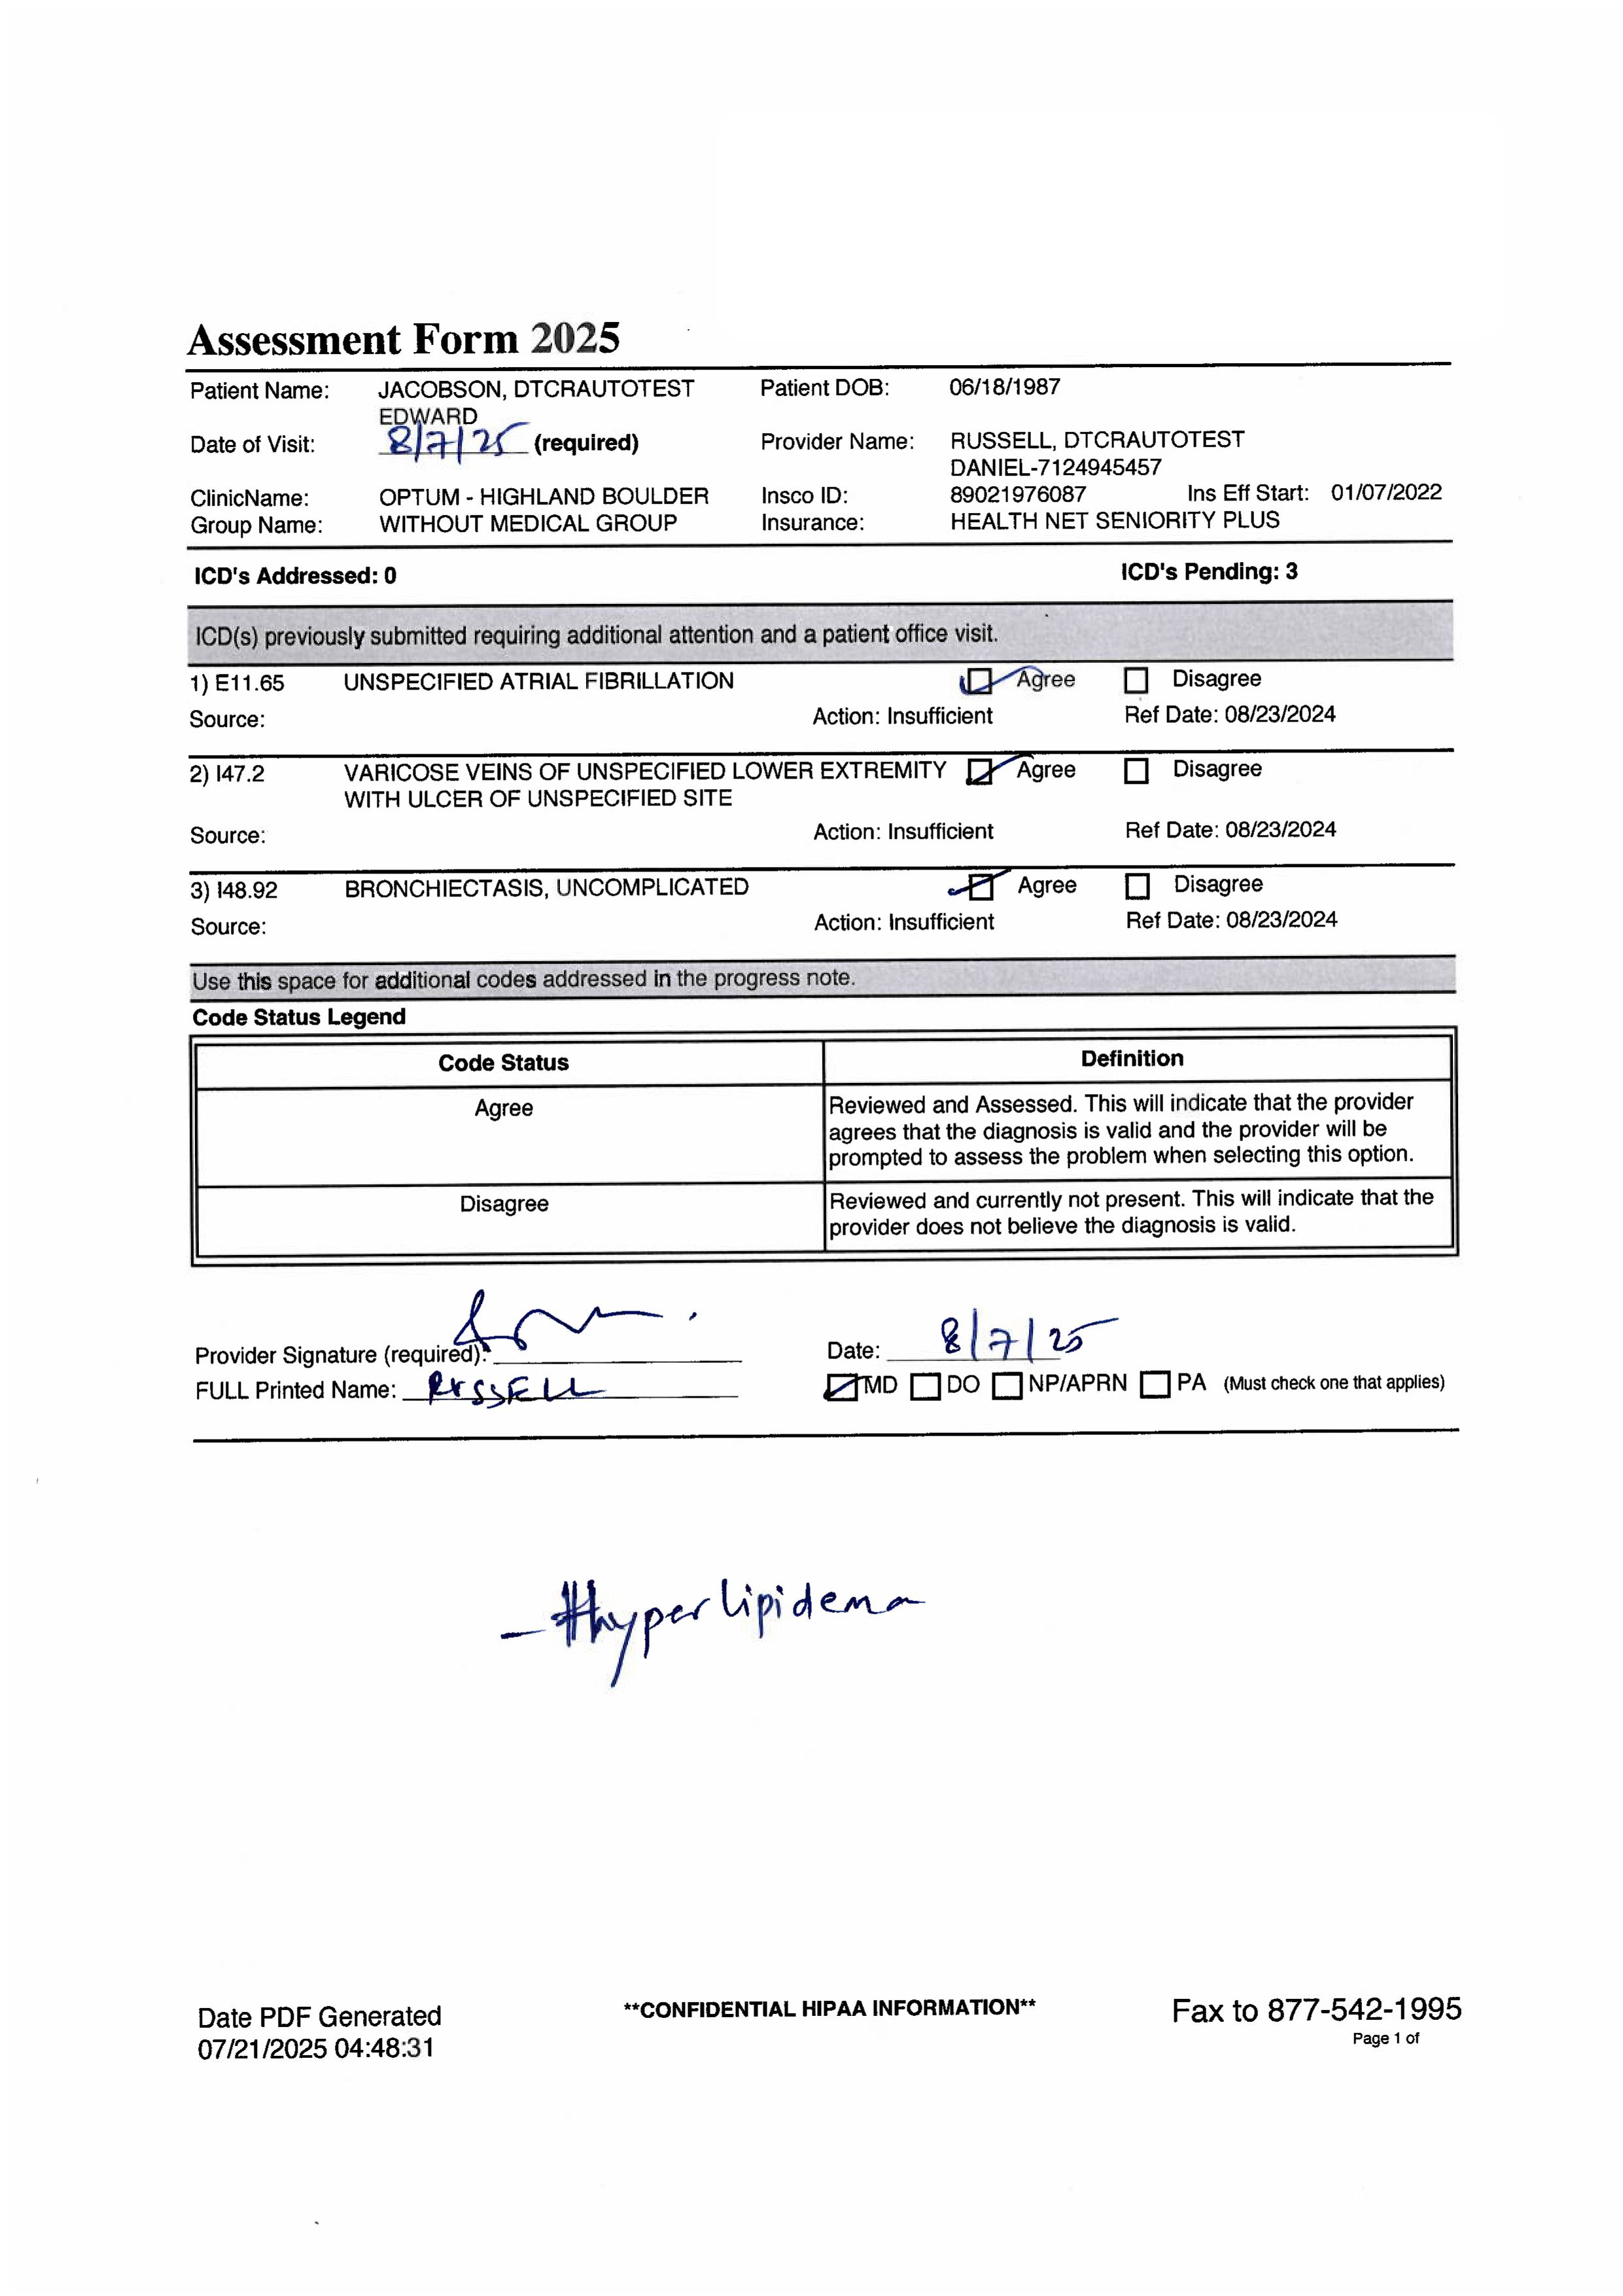 Assessment Form 2025
Patient Name: JACOBSON, DTCRAUTOTEST Patient DOB: 06/18/1987
EDWARD
Date of Visit: 8/7/25 (required) Provider Name: RUSSELL, DTCRAUTOTEST
DANIEL-7124945457
ClinicName: OPTUM - HIGHLAND BOULDER Insco ID: 89021976087 Ins Eff Start: 01/07/2022
Group Name: WITHOUT MEDICAL GROUP Insurance: HEALTH NET SENIORITY PLUS
ICD's Addressed: 0 ICD's Pending: 3
ICD(s) previously submitted requiring additional attention and a patient office visit.
1) E11.65 UNSPECIFIED ATRIAL FIBRILLATION Agree Disagree
Source: Action: Insufficient Ref Date: 08/23/2024
2) I47.2 VARICOSE VEINS OF UNSPECIFIED LOWER EXTREMITY Agree Disagree
WITH ULCER OF UNSPECIFIED SITE
Source: Action: Insufficient Ref Date: 08/23/2024
3) I48.92 BRONCHIECTASIS, UNCOMPLICATED Agree Disagree
Source: Action: Insufficient Ref Date: 08/23/2024
Use this space for additional codes addressed in the progress note.
Code Status Legend
Code Status Definition
Agree Reviewed and Assessed. This will indicate that the provider
agrees that the diagnosis is valid and the provider will be
prompted to assess the problem when selecting this option.
Disagree Reviewed and currently not present. This will indicate that the
provider does not believe the diagnosis is valid.
Provider Signature (required): Date: 8/7/25
FULL Printed Name: RUSSELL MD DO NP/APRN PA (Must check one that applies)
- #hyperlipidema
Date PDF Generated **CONFIDENTIAL HIPAA INFORMATION** Fax to 877-542-1995
07/21/2025 04:48:31 Page 1 of